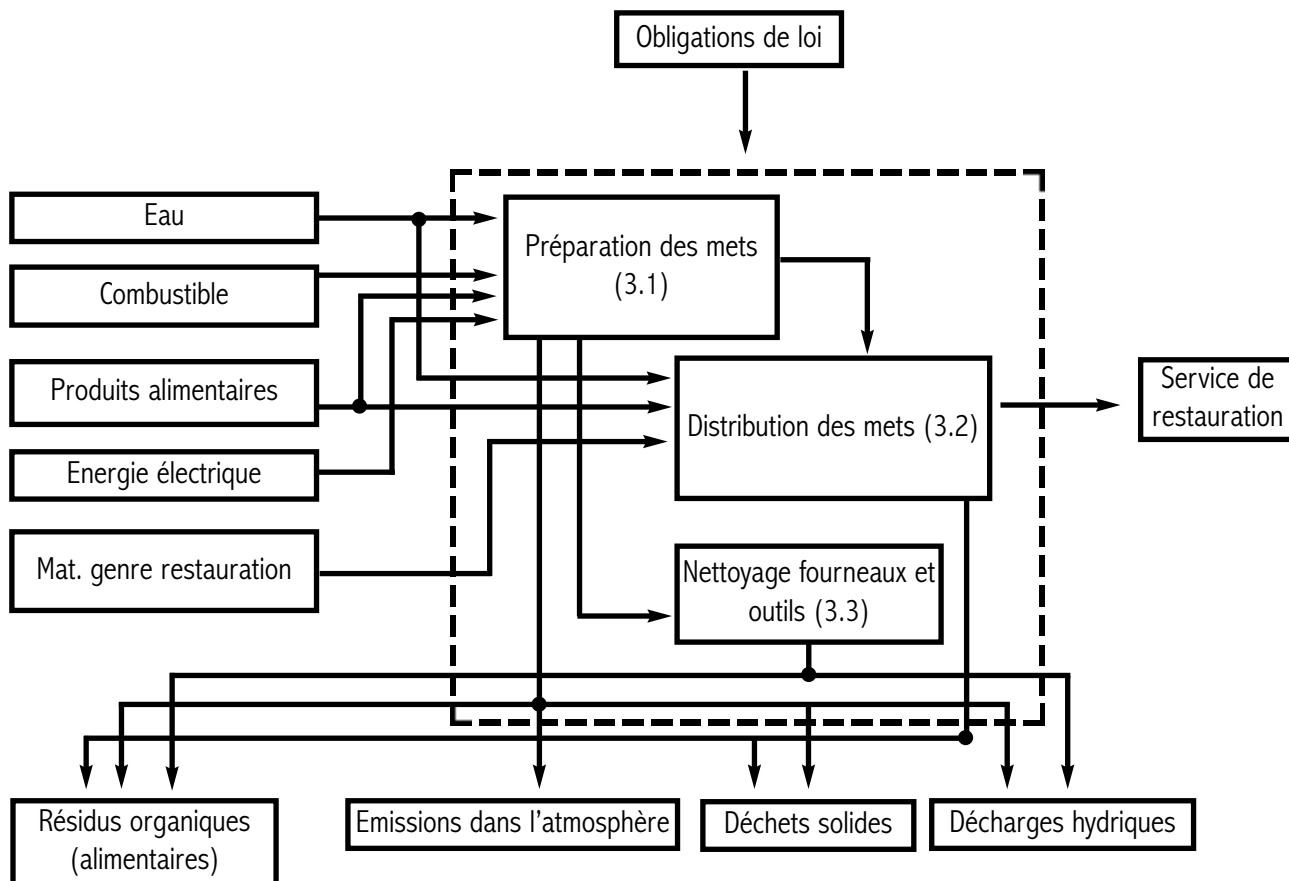 Obligations de loi
Eau
Combustible
Produits alimentaires
Energie électrique
Mat. genre restauration
Préparation des mets
(3.1)
Distribution des mets (3.2)
Nettoyage fourneaux et
outils (3.3)
Service de
restauration
Résidus organiques
(alimentaires)
Emissions dans l'atmosphère
Déchets solides
Décharges hydriques